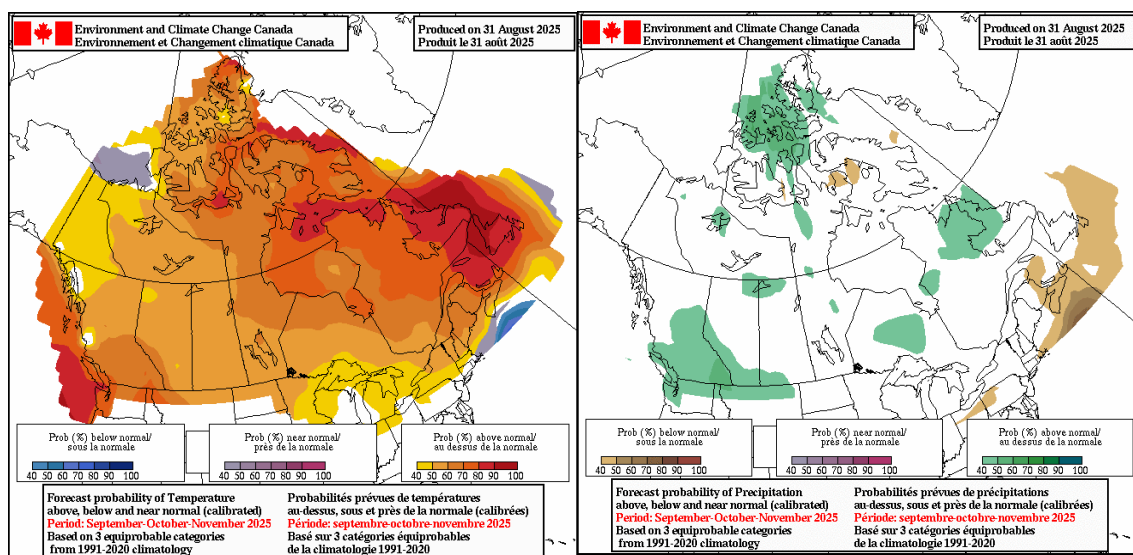 Environment and Climate Change Canada
Environnement et Changement climatique Canada
Produced on 31 August 2025
Produit le 31 août 2025
Prob (%) below normal/
sous la normale
40 50 60 70 80 90 100
Prob (%) near normal/
près de la normale
40 50 60 70 80 90 100
Prob (%) above normal/
au dessus de la normale
40 50 60 70 80 90 100
Forecast probability of Temperature
above, below and near normal (calibrated)
Period: September-October-November 2025
Based on 3 equiprobable categories
from 1991-2020 climatology
Probabilités prévues de températures
au-dessus, sous et près de la normale (calibrées)
Période: septembre-octobre-novembre 2025
Basé sur 3 catégories équiprobables
de la climatologie 1991-2020
Environment and Climate Change Canada
Environnement et Changement climatique Canada
Produced on 31 August 2025
Produit le 31 août 2025
Prob (%) below normal/
sous la normale
40 50 60 70 80 90 100
Prob (%) near normal/
près de la normale
40 50 60 70 80 90 100
Prob (%) above normal/
au dessus de la normale
40 50 60 70 80 90 100
Forecast probability of Precipitation
above, below and near normal (calibrated)
Period: September-October-November 2025
Based on 3 equiprobable categories
from 1991-2020 climatology
Probabilités prévues de précipitations
au-dessus, sous et près de la normale (calibrées)
Période: septembre-octobre-novembre 2025
Basé sur 3 catégories équiprobables
de la climatologie 1991-2020